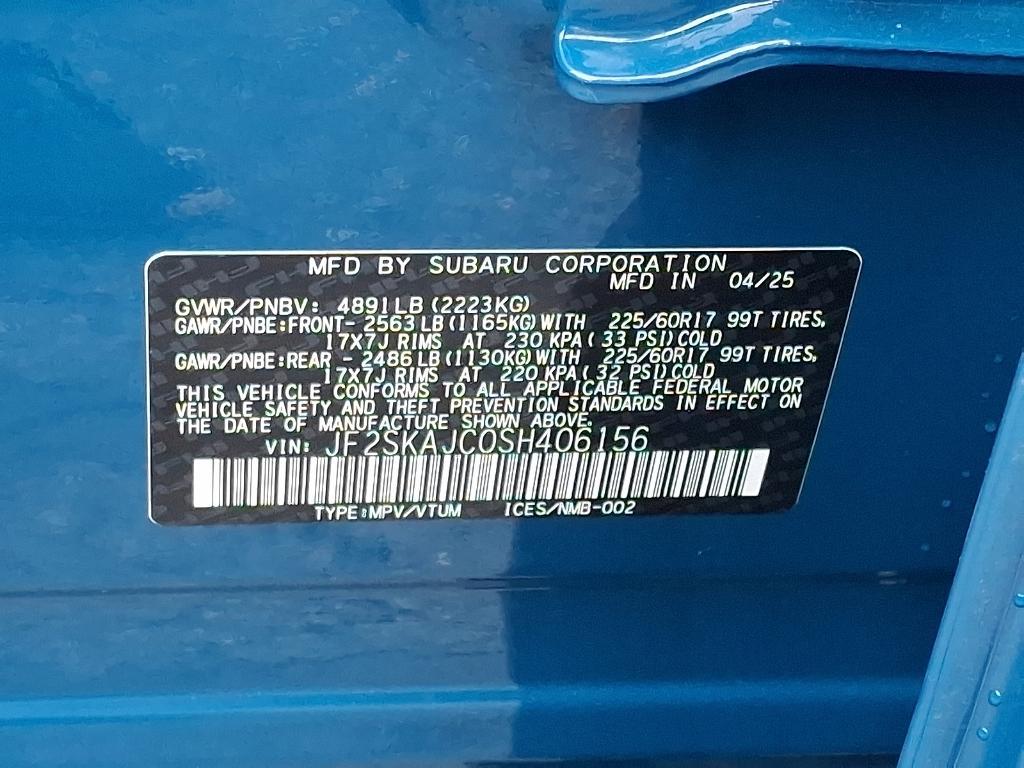 MFD BY SUBARU CORPORATION
MFD IN 04/25
GVWR/PNBV: 4891LB (2223KG)
GAWR/PNBE:FRONT- 2563LB (1165KG) WITH 225/60R17 99T TIRES,
17X7J RIMS AT 230 KPA ( 33 PSI) COLD
GAWR/PNBE:REAR - 2486LB (1130KG) WITH 225/60R17 99T TIRES,
17X7J RIMS AT 220 KPA ( 32 PSI) COLD
THIS VEHICLE CONFORMS TO ALL APPLICABLE FEDERAL MOTOR
VEHICLE SAFETY AND THEFT PREVENTION STANDARDS IN EFFECT ON
THE DATE OF MANUFACTURE SHOWN ABOVE.
VIN: JF2SKAJC0SH406156
TYPE:MPV/VTUM ICES/NMB-002